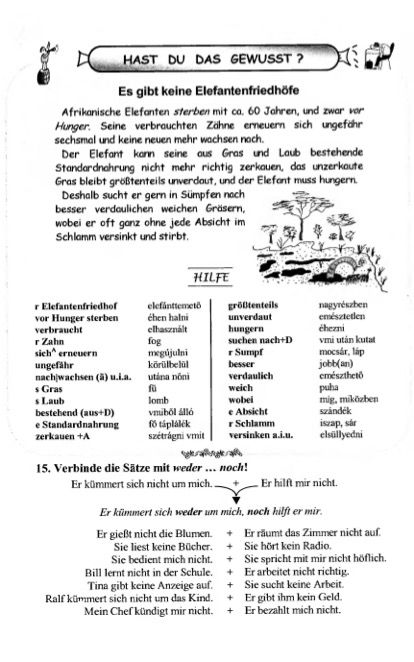 HAST DU DAS GEWUSST ?
Es gibt keine Elefantenfriedhöfe
Afrikanische Elefanten sterben mit ca. 60 Jahren, und zwar vor
Hunger. Seine verbrauchten Zähne erneuern sich ungefähr
sechsmal und keine neuen mehr wachsen nach.
Der Elefant kann seine aus Gras und Laub bestehende
Standardnahrung nicht mehr richtig zerkauen, das unzerkaute
Gras bleibt größtenteils unverdaut, und der Elefant muss hungern.
Deshalb sucht er gern in Sümpfen nach
besser verdaulichen weichen Gräsern,
wobei er oft ganz ohne jede Absicht im
Schlamm versinkt und stirbt.
HILFE
r Elefantenfriedhof elefánttemető
vor Hunger sterben éhen halni
verbraucht elhasznált
r Zahn fog
sich^A erneuern megújulni
ungefähr körülbelül
nach|wachsen (ä) u.i.a. utána nőni
s Gras fű
s Laub lomb
bestehend (aus+D) vmiből álló
e Standardnahrung fő táplálék
zerkauen +A szétrágni vmit
größtenteils nagyrészben
unverdaut emésztetlen
hungern éhezni
suchen nach+D vmi után kutat
r Sumpf mocsár, láp
besser jobb(an)
verdaulich emészthető
weich puha
wobei míg, miközben
e Absicht szándék
r Schlamm iszap, sár
versinken a.i.u. elsüllyedni
15. Verbinde die Sätze mit weder ... noch!
Er kümmert sich nicht um mich. + Er hilft mir nicht.
Er kümmert sich weder um mich, noch hilft er mir.
Er gießt nicht die Blumen. + Er räumt das Zimmer nicht auf.
Sie liest keine Bücher. + Sie hört kein Radio.
Sie bedient mich nicht. + Sie spricht mit mir nicht höflich.
Bill lernt nicht in der Schule. + Er arbeitet nicht richtig.
Tina gibt keine Anzeige auf. + Sie sucht keine Arbeit.
Ralf kümmert sich nicht um das Kind. + Er gibt ihm kein Geld.
Mein Chef kündigt mir nicht. + Er bezahlt mich nicht.